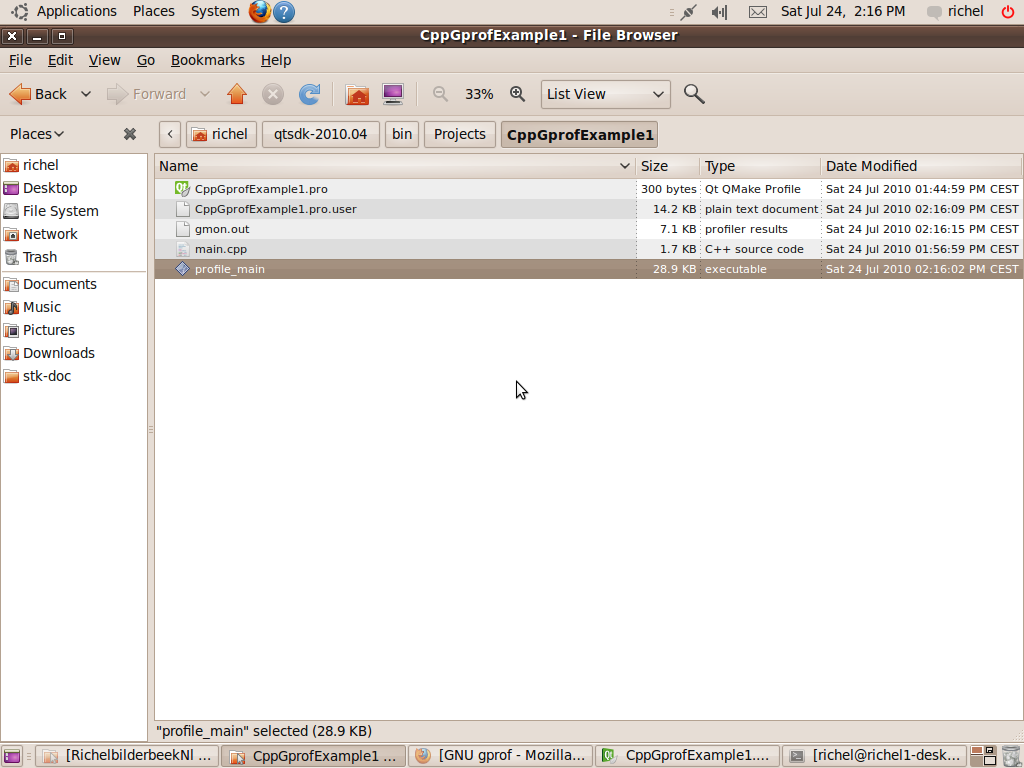 Applications Places System ? Sat Jul 24, 2:16 PM richel
CppGprofExample1 - File Browser
File Edit View Go Bookmarks Help
Back Forward 33% List View
Places richel qtsdk-2010.04 bin Projects CppGprofExample1
richel
Desktop
File System
Network
Trash
Documents
Music
Pictures
Downloads
stk-doc
Name Size Type Date Modified
CppGprofExample1.pro 300 bytes Qt QMake Profile Sat 24 Jul 2010 01:44:59 PM CEST
CppGprofExample1.pro.user 14.2 KB plain text document Sat 24 Jul 2010 02:16:09 PM CEST
gmon.out 7.1 KB profiler results Sat 24 Jul 2010 02:16:15 PM CEST
main.cpp 1.7 KB C++ source code Sat 24 Jul 2010 01:56:59 PM CEST
profile_main 28.9 KB executable Sat 24 Jul 2010 02:16:02 PM CEST
"profile_main" selected (28.9 KB)
[RichelbilderbeekNl ... CppGprofExample1 ... [GNU gprof - Mozilla... CppGprofExample1.... [richel@richel1-desk...